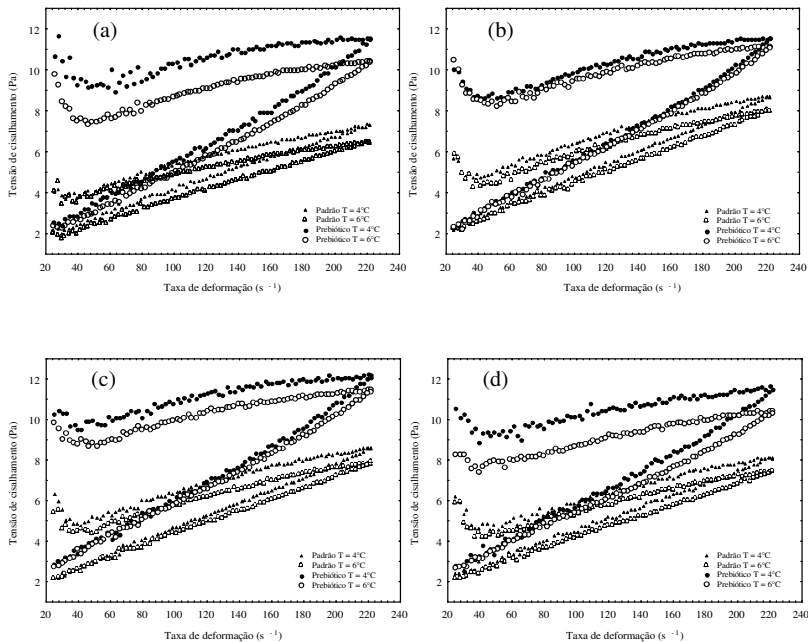 (a)
Tensão de cisalhamento (Pa)
12
10
8
6
4
2
20 40 60 80 100 120 140 160 180 200 220 240
Taxa de deformação (s ⁻¹)
Padrão T = 4°C
Padrão T = 6°C
Prebiótico T = 4°C
Prebiótico T = 6°C
(b)
Tensão de cisalhamento (Pa)
12
10
8
6
4
2
20 40 60 80 100 120 140 160 180 200 220 240
Taxa de deformação (s ⁻¹)
Padrão T = 4°C
Padrão T = 6°C
Prebiótico T = 4°C
Prebiótico T = 6°C
(c)
Tensão de cisalhamento (Pa)
12
10
8
6
4
2
20 40 60 80 100 120 140 160 180 200 220 240
Taxa de deformação (s ⁻¹)
Padrão T = 4°C
Padrão T = 6°C
Prebiótico T = 4°C
Prebiótico T = 6°C
(d)
Tensão de cisalhamento (Pa)
12
10
8
6
4
2
20 40 60 80 100 120 140 160 180 200 220 240
Taxa de deformação (s ⁻¹)
Padrão T = 4°C
Padrão T = 6°C
Prebiótico T = 4°C
Prebiótico T = 6°C